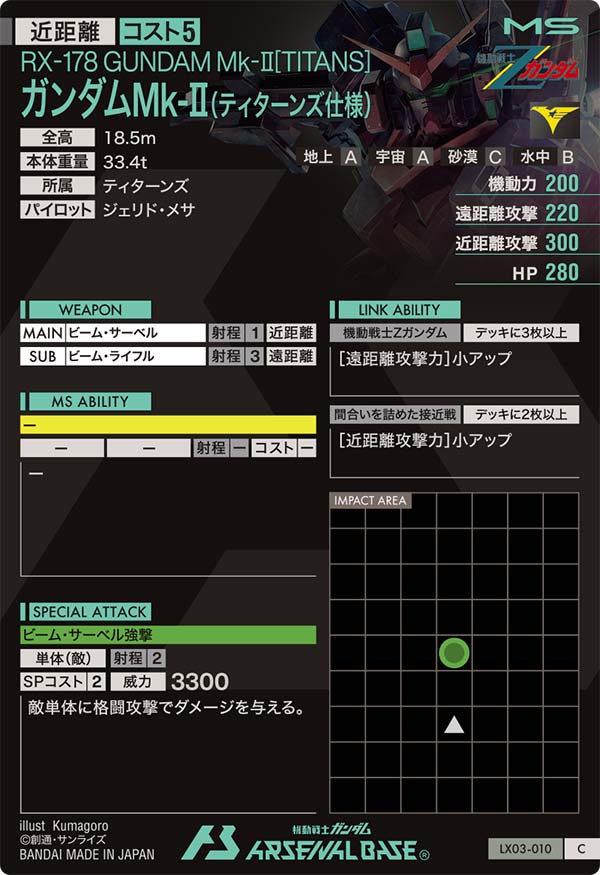 近距離 コスト5 MS
RX-178 GUNDAM Mk-Ⅱ[TITANS]
ガンダムMk-Ⅱ(ティターンズ仕様)
機動戦士Zガンダム
全高 18.5m
本体重量 33.4t
所属 ティターンズ
パイロット ジェリド・メサ
地上 A 宇宙 A 砂漠 C 水中 B
機動力 200
遠距離攻撃 220
近距離攻撃 300
HP 280
WEAPON
MAIN ビーム・サーベル 射程 1 近距離
SUB ビーム・ライフル 射程 3 遠距離
MS ABILITY
ー
ー ー 射程 ー コスト ー
ー
SPECIAL ATTACK
ビーム・サーベル強撃
単体(敵) 射程 2
SPコスト 2 威力 3300
敵単体に格闘攻撃でダメージを与える。
LINK ABILITY
機動戦士Zガンダム デッキに3枚以上
[遠距離攻撃力]小アップ
間合いを詰めた接近戦 デッキに2枚以上
[近距離攻撃力]小アップ
IMPACT AREA
illust Kumagoro
©創通・サンライズ
BANDAI MADE IN JAPAN
機動戦士ガンダム
AB ARSENAL BASE®
LX03-010 C